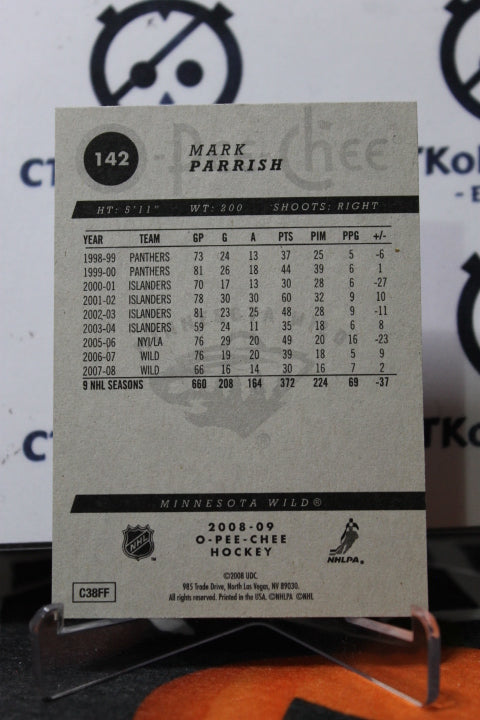 CT
TKol
- E
O-Pee-Chee
142
MARK
PARRISH
HT: 5'11" WT: 200 SHOOTS: RIGHT
YEAR TEAM GP G A PTS PIM PPG +/-
1998-99 PANTHERS 73 24 13 37 25 5 -6
1999-00 PANTHERS 81 26 18 44 39 6 1
2000-01 ISLANDERS 70 17 13 30 28 6 -27
2001-02 ISLANDERS 78 30 30 60 32 9 10
2002-03 ISLANDERS 81 23 25 48 28 9 -11
2003-04 ISLANDERS 59 24 11 35 18 6 8
2005-06 NYI/LA 76 29 20 49 20 16 -23
2006-07 WILD 76 19 20 39 18 5 9
2007-08 WILD 66 16 14 30 16 7 2
9 NHL SEASONS 660 208 164 372 224 69 -37
CT
TKol
MINNESOTA WILD®
NHL
2008-09
O-PEE-CHEE
HOCKEY
NHLPA®
©2008 UDC.
985 Trade Drive, North Las Vegas, NV 89030.
All rights reserved. Printed in the USA. ©NHLPA ©NHL
C38FF